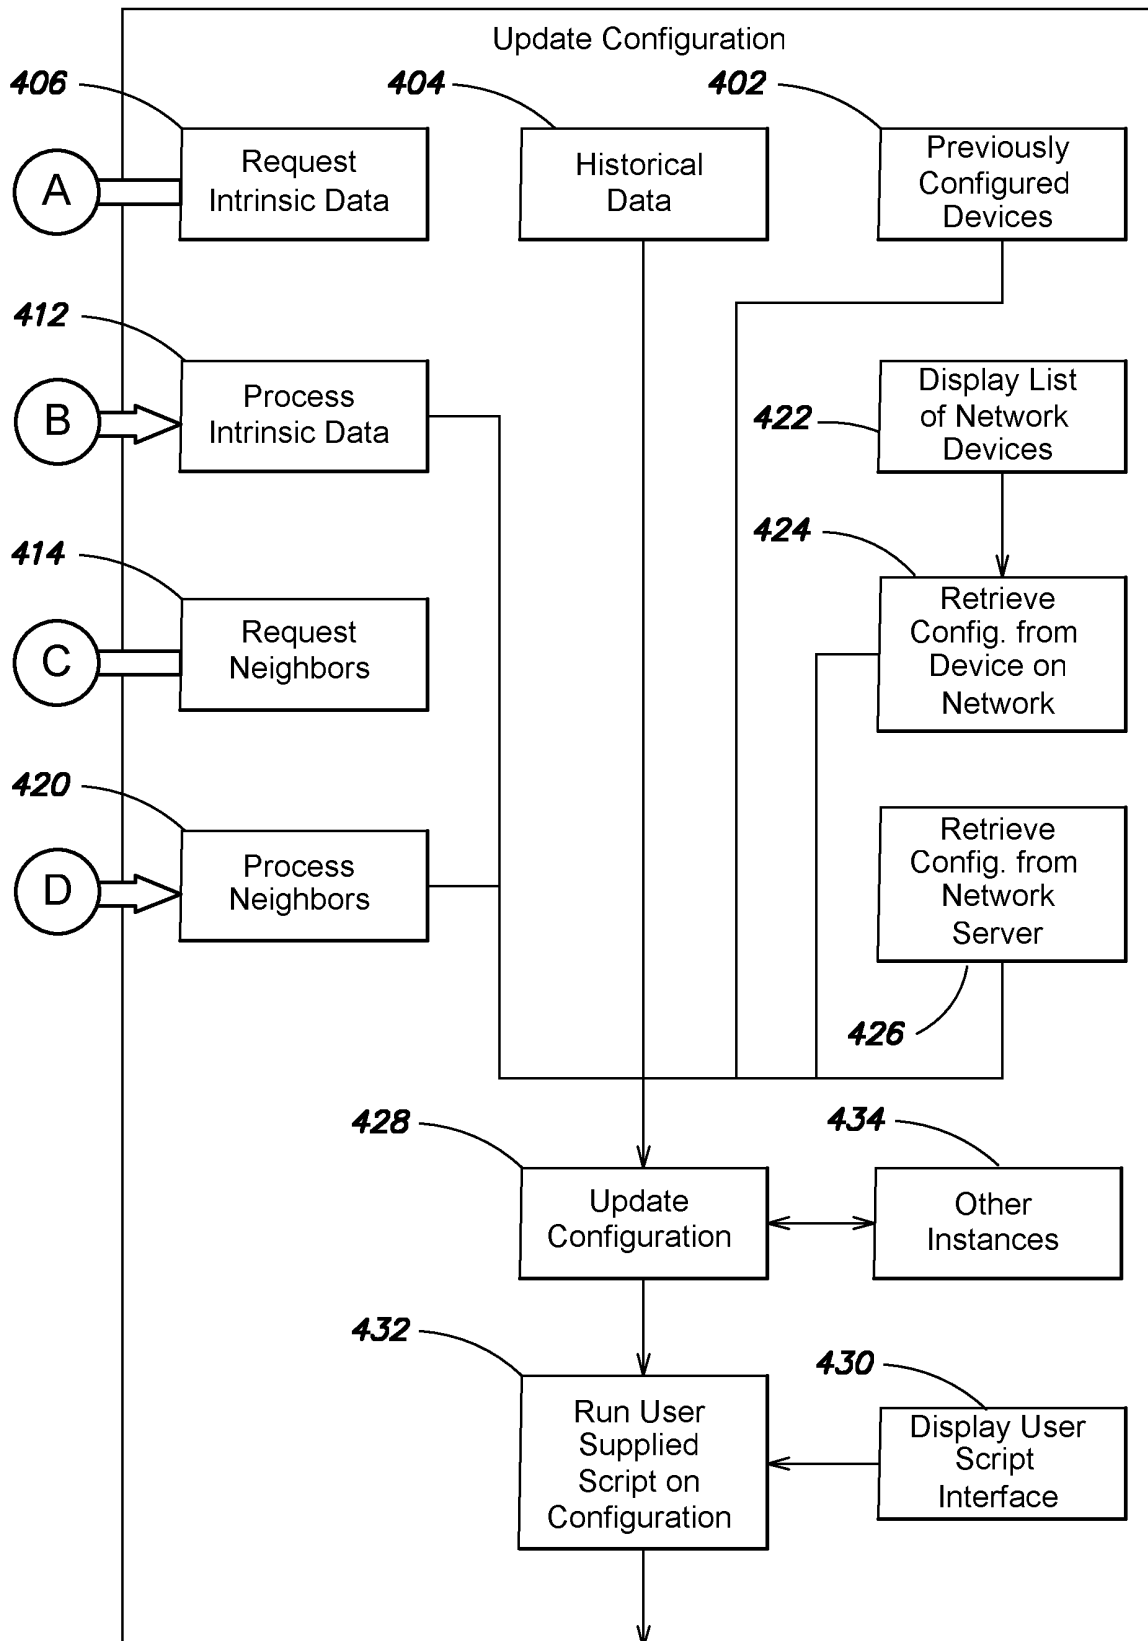 Update Configuration
406
404
402
A
Request
Intrinsic Data
Historical
Data
Previously
Configured
Devices
412
B
Process
Intrinsic Data
422
Display List
of Network
Devices
414
424
C
Request
Neighbors
Retrieve
Config. from
Device on
Network
420
D
Process
Neighbors
Retrieve
Config. from
Network
Server
426
428
434
Update
Configuration
Other
Instances
432
430
Run User
Supplied
Script on
Configuration
Display User
Script
Interface